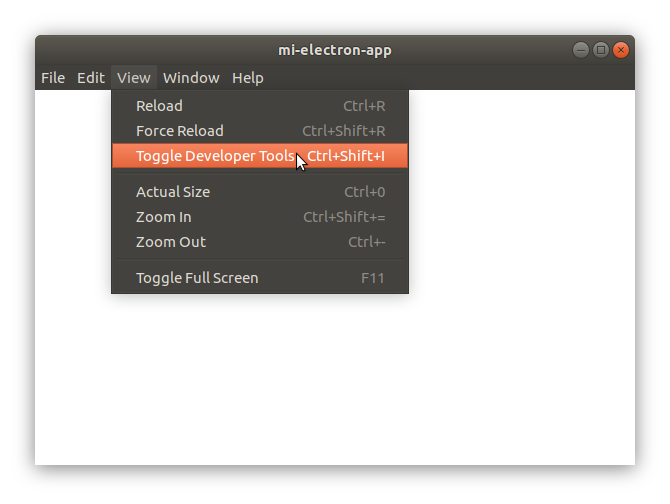 mi-electron-app
File Edit View Window Help
Reload Ctrl+R
Force Reload Ctrl+Shift+R
Toggle Developer Tools Ctrl+Shift+I
Actual Size Ctrl+0
Zoom In Ctrl+Shift+=
Zoom Out Ctrl+-
Toggle Full Screen F11